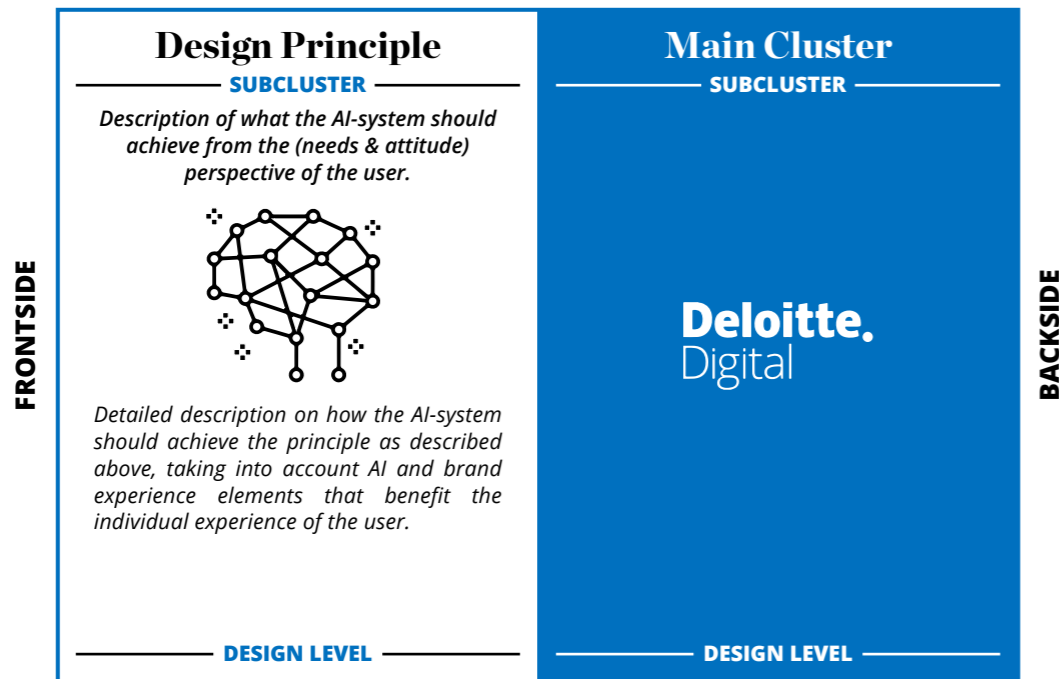 FRONTSIDE
Design Principle
SUBCLUSTER
Description of what the AI-system should
achieve from the (needs & attitude)
perspective of the user.
Detailed description on how the AI-system
should achieve the principle as described
above, taking into account AI and brand
experience elements that benefit the
individual experience of the user.
DESIGN LEVEL
Main Cluster
SUBCLUSTER
Deloitte.
Digital
DESIGN LEVEL
BACKSIDE